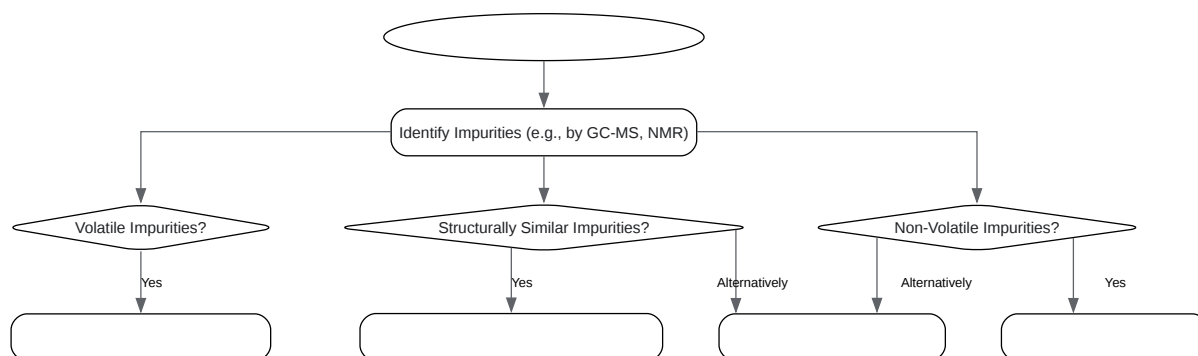 Identify Impurities (e.g., by GC-MS, NMR)
Volatile Impurities?
Structurally Similar Impurities?
Non-Volatile Impurities?
Yes
Yes
Alternatively
Alternatively
Yes